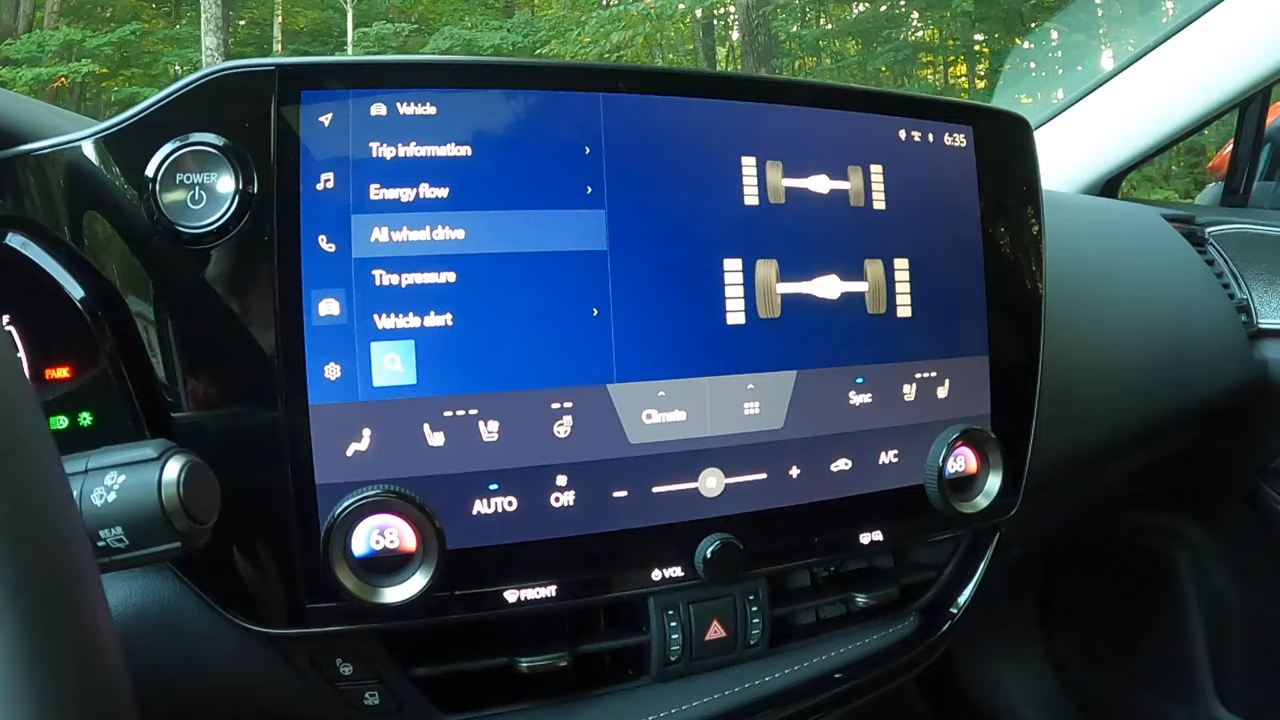 Vehicle
6:35
Trip information
POWER
Energy flow
All wheel drive
Tire pressure
F
Vehicle alert
PARK
Climate
Sync
AUTO
Off
A/C
68
68
REAR
VOL
FRONT
P
VIEW